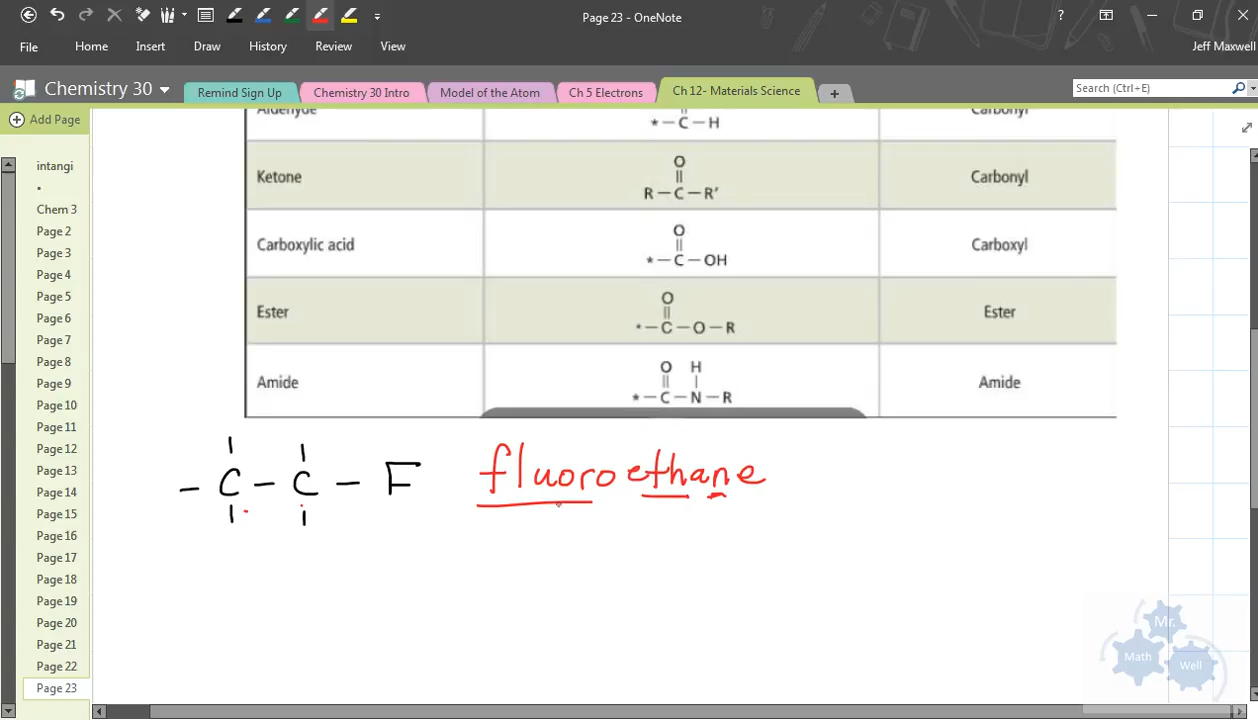 Page 23 - OneNote
?
File
Home
Insert
Draw
History
Review
View
Jeff Maxwell
Chemistry 30
Remind Sign Up
Chemistry 30 Intro
Model of the Atom
Ch 5 Electrons
Ch 12- Materials Science
Search (Ctrl+E)
Add Page
intangi
Chem 3
Page 2
Page 3
Page 4
Page 5
Page 6
Page 7
Page 8
Page 9
Page 10
Page 11
Page 12
Page 13
Page 14
Page 15
Page 16
Page 17
Page 18
Page 19
Page 20
Page 21
Page 22
Page 23
Aldehyde
* — C — H
Carbonyl
Ketone
O
||
R — C — R′
Carbonyl
Carboxylic acid
O
||
* — C — OH
Carboxyl
Ester
O
||
* — C — O — R
Ester
Amide
O H
|| |
* — C — N — R
Amide
– C – C – F
fluoroethane
Mr.
Math
Well